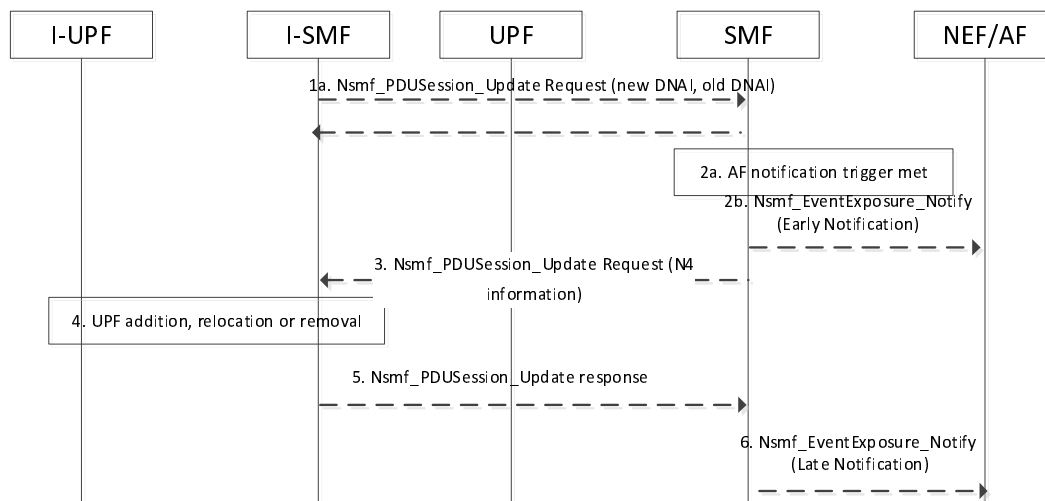 I-UPF
I-SMF
UPF
SMF
NEF/AF
1a. Nsmf_PDUSession_Update Request (new DNAI, old DNAI)
2a. AF notification trigger met
2b. Nsmf_EventExposure_Notify
(Early Notification)
3. Nsmf_PDUSession_Update Request (N4
information)
4. UPF addition, relocation or removal
5. Nsmf_PDUSession_Update response
6. Nsmf_EventExposure_Notify
(Late Notification)